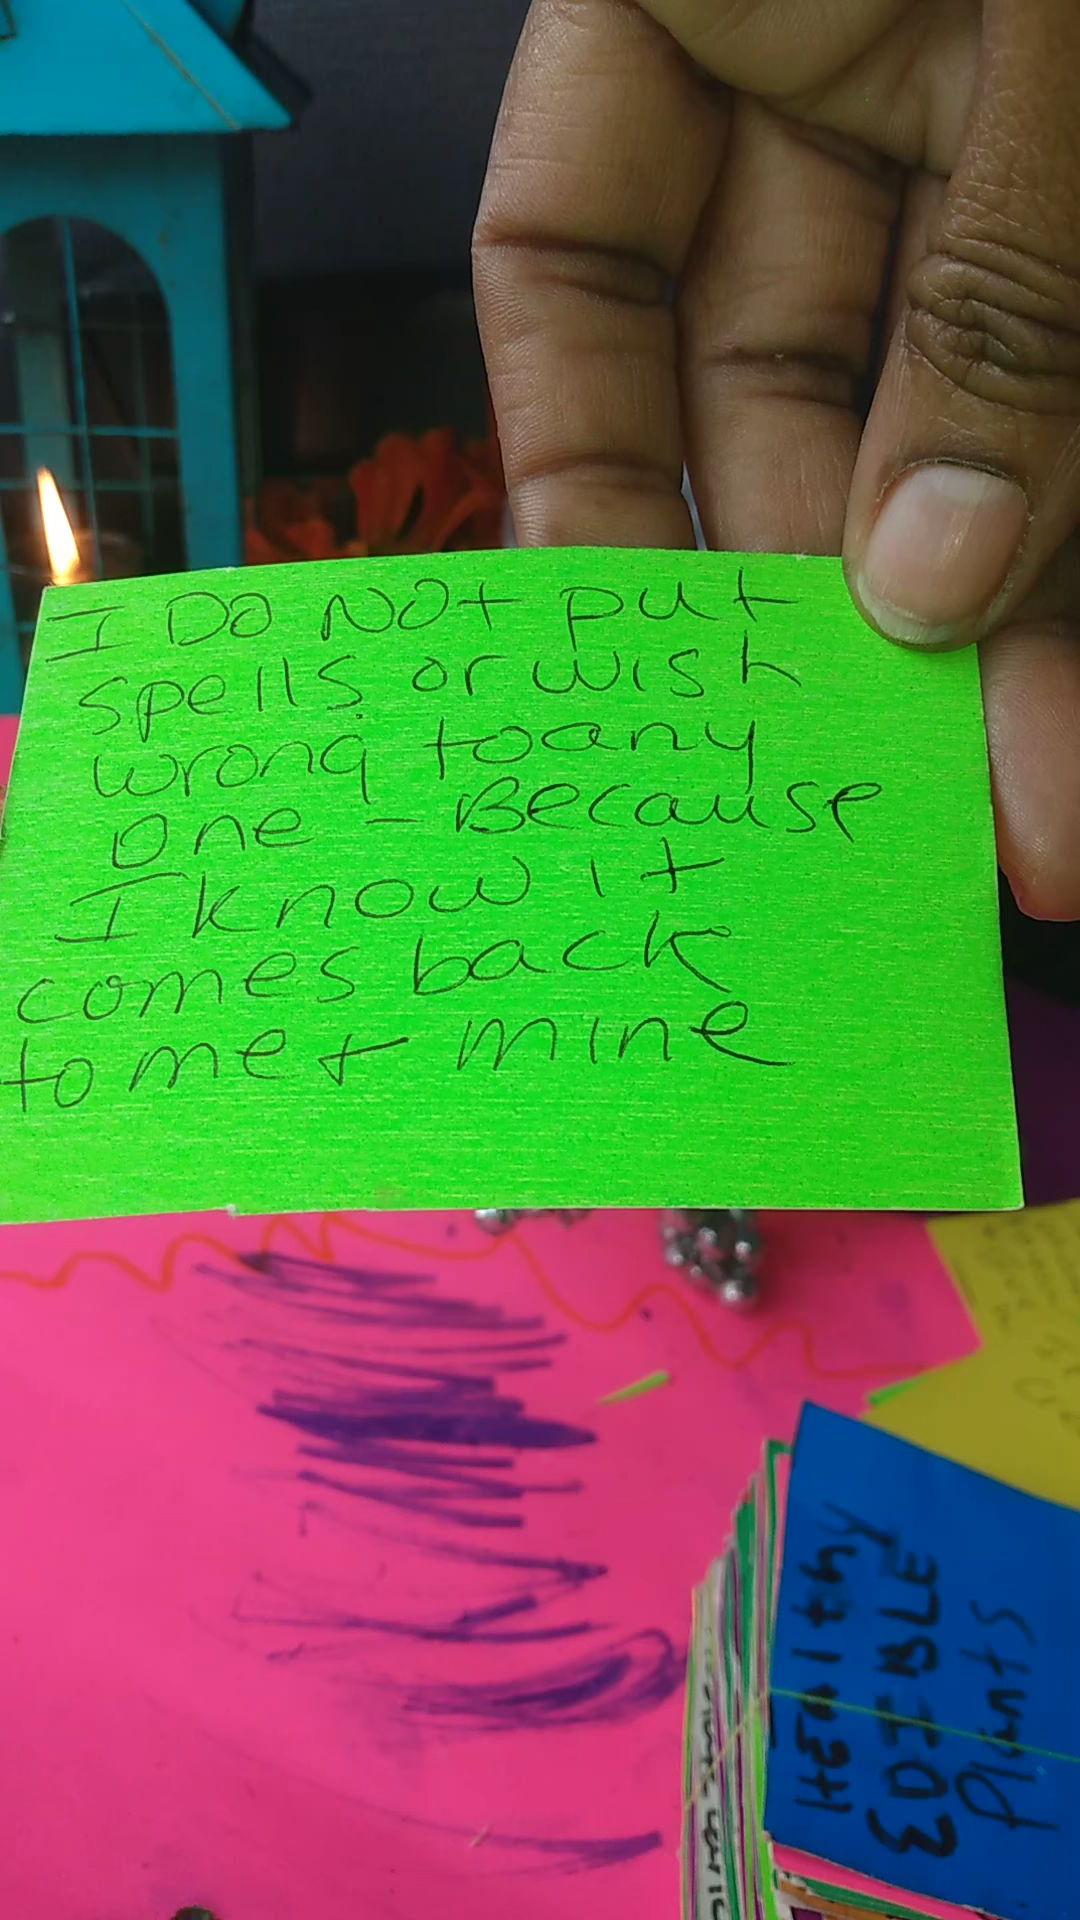 I DO NOt put
spells or wish
wrong to any
one - Because
I know it
comes back
to me + mine
HEAlthy
EDIBLE
Plants